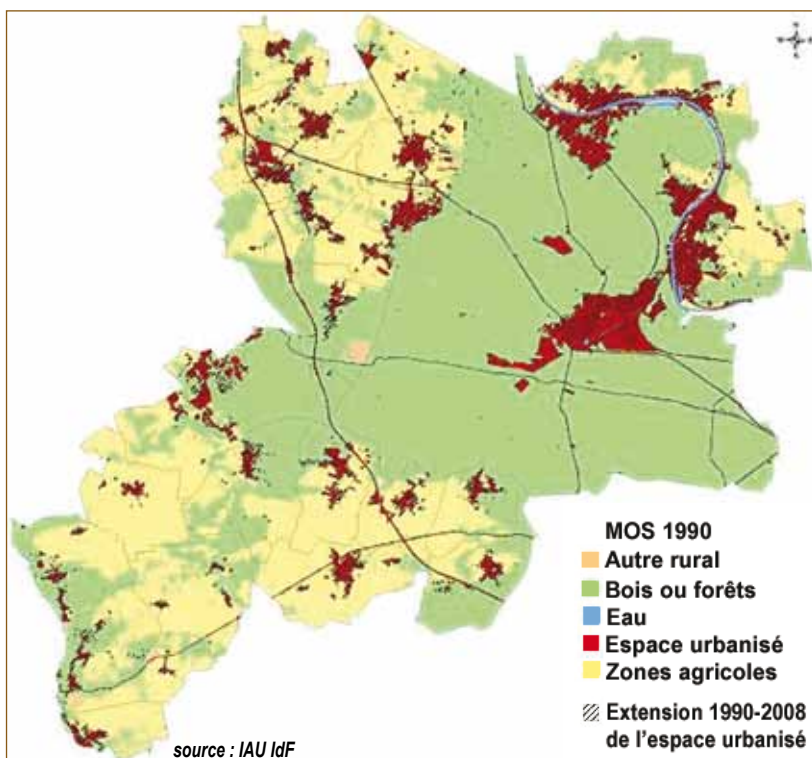 MOS 1990
Autre rural
Bois ou forêts
Eau
Espace urbanisé
Zones agricoles
Extension 1990-2008
de l'espace urbanisé
source : IAU IdF